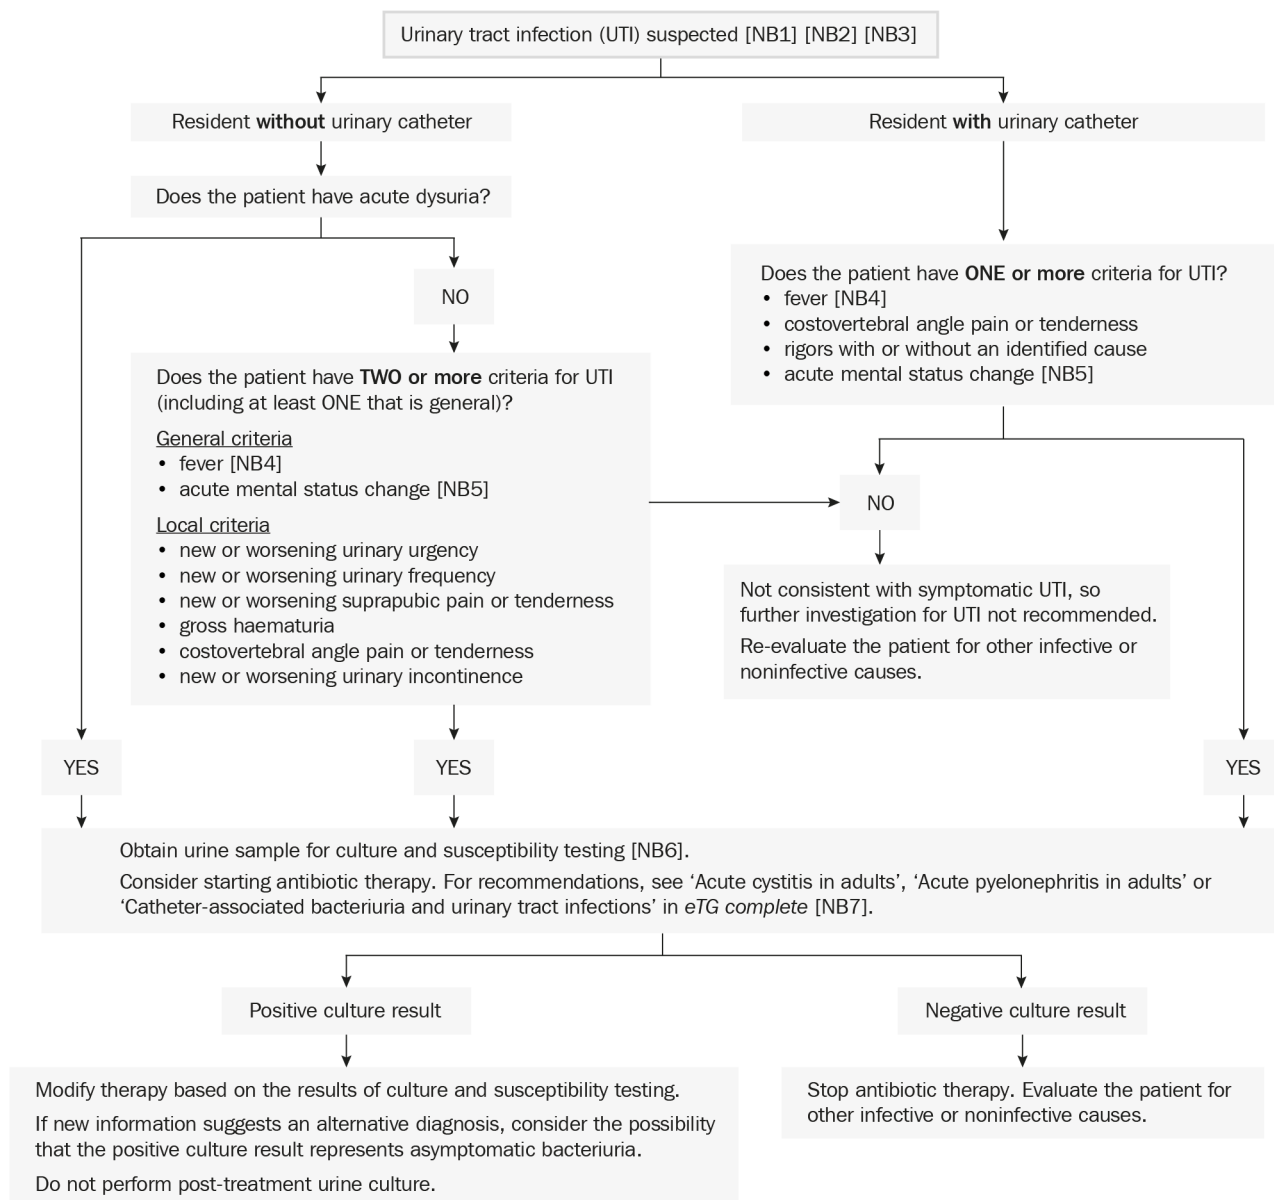 Urinary tract infection (UTI) suspected [NB1] [NB2] [NB3]
Resident without urinary catheter
Resident with urinary catheter
Does the patient have acute dysuria?
NO
Does the patient have TWO or more criteria for UTI
(including at least ONE that is general)?
General criteria
• fever [NB4]
• acute mental status change [NB5]
Local criteria
• new or worsening urinary urgency
• new or worsening urinary frequency
• new or worsening suprapubic pain or tenderness
• gross haematuria
• costovertebral angle pain or tenderness
• new or worsening urinary incontinence
Does the patient have ONE or more criteria for UTI?
• fever [NB4]
• costovertebral angle pain or tenderness
• rigors with or without an identified cause
• acute mental status change [NB5]
NO
Not consistent with symptomatic UTI, so
further investigation for UTI not recommended.
Re-evaluate the patient for other infective or
noninfective causes.
YES
YES
YES
Obtain urine sample for culture and susceptibility testing [NB6].
Consider starting antibiotic therapy. For recommendations, see ‘Acute cystitis in adults’, ‘Acute pyelonephritis in adults’ or
‘Catheter-associated bacteriuria and urinary tract infections’ in eTG complete [NB7].
Positive culture result
Negative culture result
Modify therapy based on the results of culture and susceptibility testing.
If new information suggests an alternative diagnosis, consider the possibility
that the positive culture result represents asymptomatic bacteriuria.
Do not perform post-treatment urine culture.
Stop antibiotic therapy. Evaluate the patient for
other infective or noninfective causes.